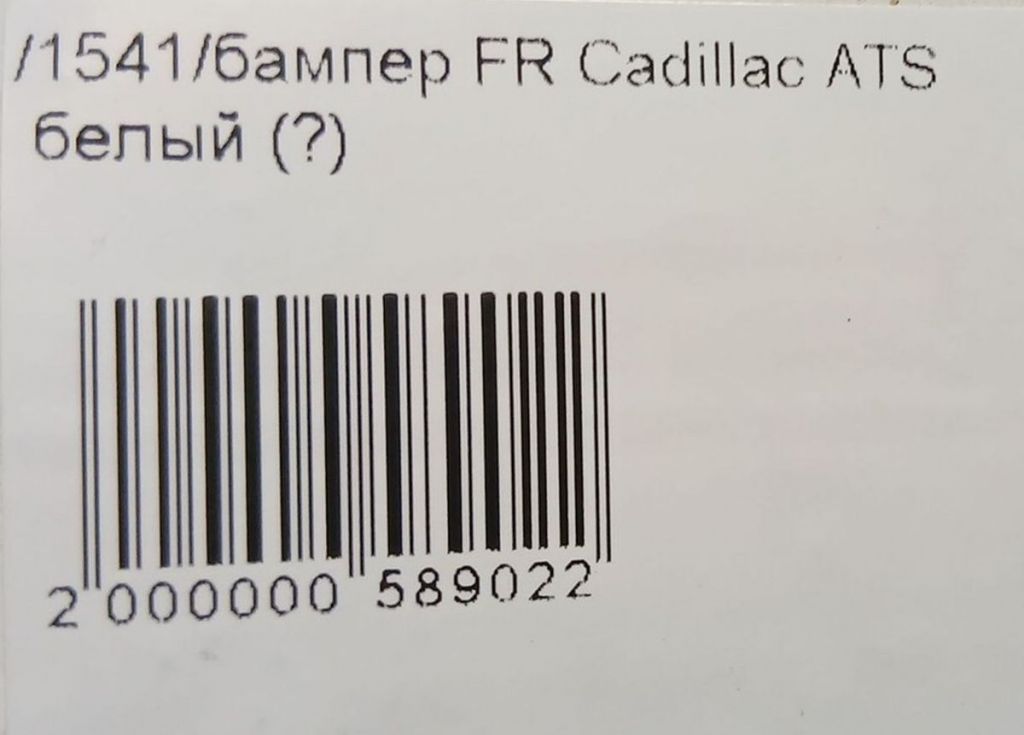 /1541/бампер FR Cadillac ATS
белый (?)
2 000000 589022